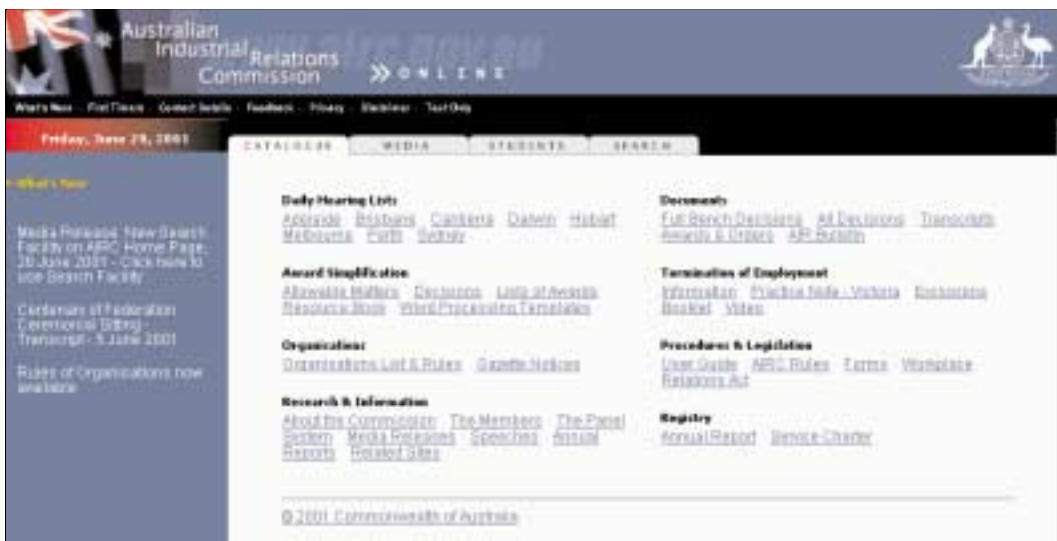 Australian
Industrial Relations
Commission
www.airc.gov.au
ONLINE
What's New First Timers Contact Details Feedback Privacy Disclaimer Text Only
Friday, June 29, 2001
CATALOGUE MEDIA STUDENTS SEARCH
What's New
Media Release: New Search
Facility on AIRC Home Page,
28 June 2001 - Click here to
use Search Facility
Centenary of Federation
Ceremonial Sitting -
Transcript - 5 June 2001
Rules of Organisations now
available
Daily Hearing Lists
Adelaide Brisbane Canberra Darwin Hobart
Melbourne Perth Sydney
Award Simplification
Allowable Matters Decisions Lists of Awards
Resource Book Word Processing Templates
Organisations
Organisations List & Rules Gazette Notices
Research & Information
About the Commission The Members The Panel
System Media Releases Speeches Annual
Reports Related Sites
Documents
Full Bench Decisions All Decisions Transcripts
Awards & Orders AIR Bulletin
Termination of Employment
Information Practice Note - Victoria Exclusions
Booklet Video
Procedures & Legislation
User Guide AIRC Rules Forms Workplace
Relations Act
Registry
Annual Report Service Charter
© 2001 Commonwealth of Australia